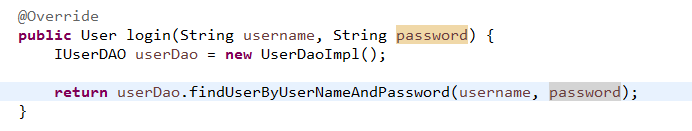 @Override
public User login(String username, String password) {
IUserDAO userDao = new UserDaoImpl();
return userDao.findUserByUserNameAndPassword(username, password);
}